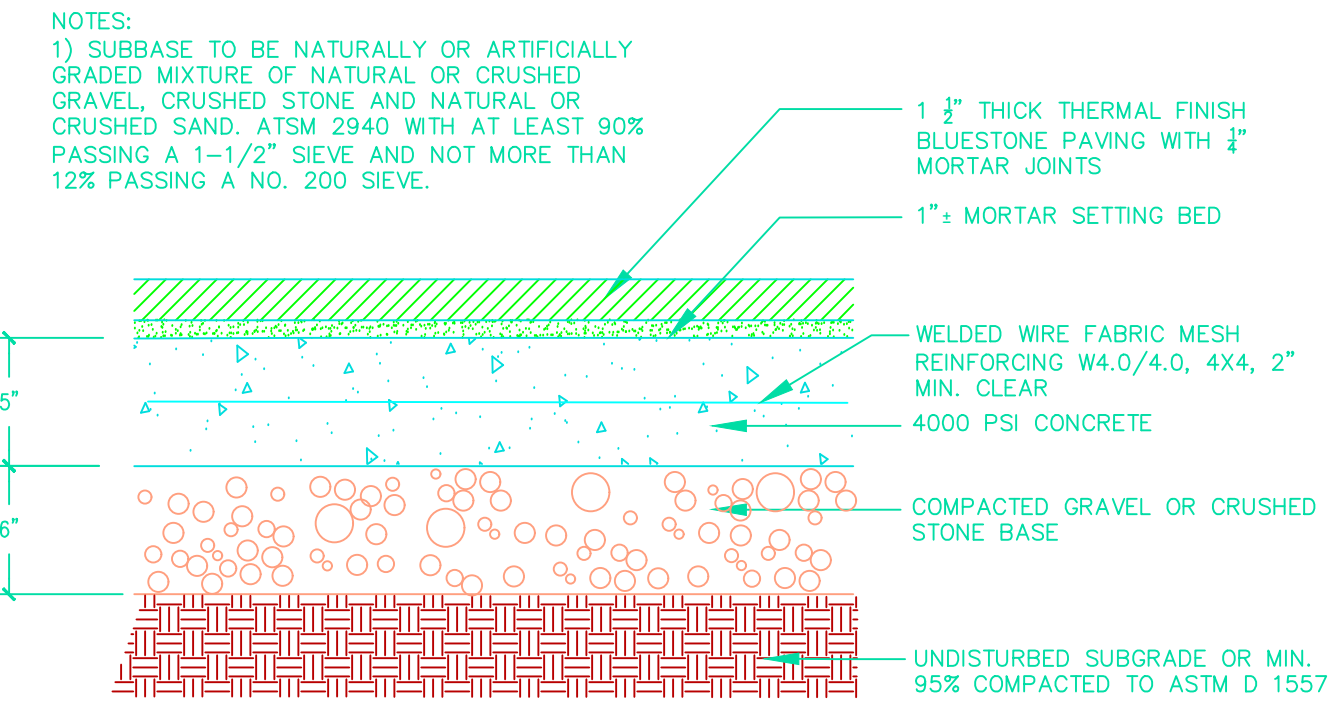 NOTES:
1) SUBBASE TO BE NATURALLY OR ARTIFICIALLY
GRADED MIXTURE OF NATURAL OR CRUSHED
GRAVEL, CRUSHED STONE AND NATURAL OR
CRUSHED SAND. ATSM 2940 WITH AT LEAST 90%
PASSING A 1-1/2" SIEVE AND NOT MORE THAN
12% PASSING A NO. 200 SIEVE.
1 1/2" THICK THERMAL FINISH
BLUESTONE PAVING WITH 1/4"
MORTAR JOINTS
1"± MORTAR SETTING BED
WELDED WIRE FABRIC MESH
REINFORCING W4.0/4.0, 4X4, 2"
MIN. CLEAR
4000 PSI CONCRETE
COMPACTED GRAVEL OR CRUSHED
STONE BASE
UNDISTURBED SUBGRADE OR MIN.
95% COMPACTED TO ASTM D 1557
5"
6"